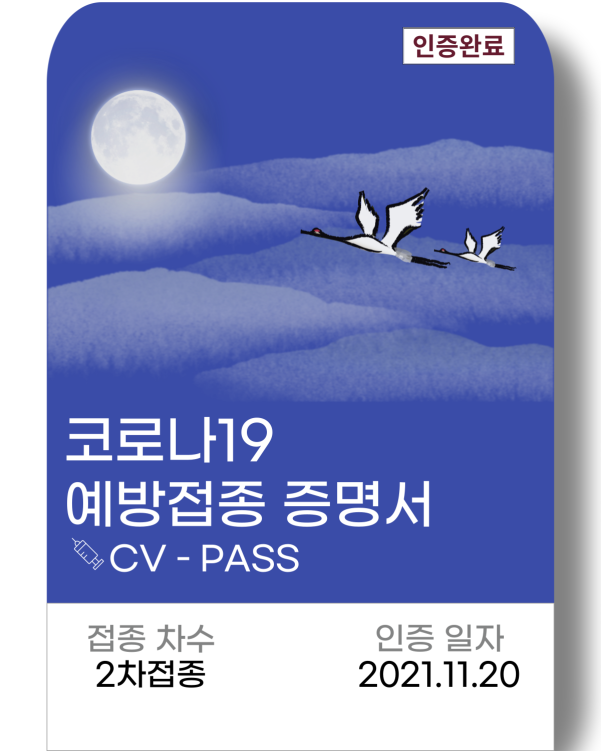 인증완료
코로나19
예방접종 증명서
CV - PASS
접종 차수
2차접종
인증 일자
2021.11.20